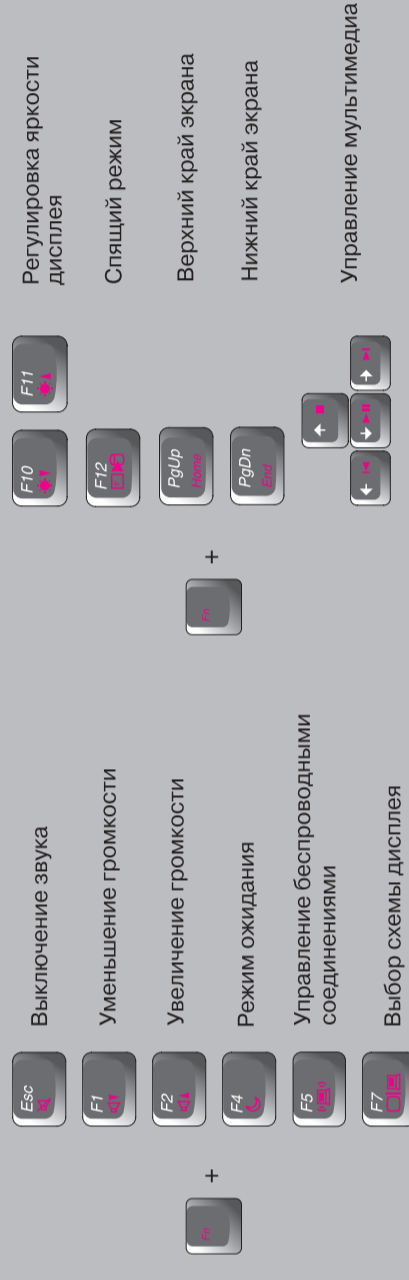 Fn
+
Esc
Выключение звука
F1
Уменьшение громкости
F2
Увеличение громкости
F4
Режим ожидания
F5
Управление беспроводными
соединениями
F7
Выбор схемы дисплея
Fn
+
F10 F11
Регулировка яркости
дисплея
F12
Спящий режим
PgUp
Home
Верхний край экрана
PgDn
End
Нижний край экрана
Управление мультимедиа